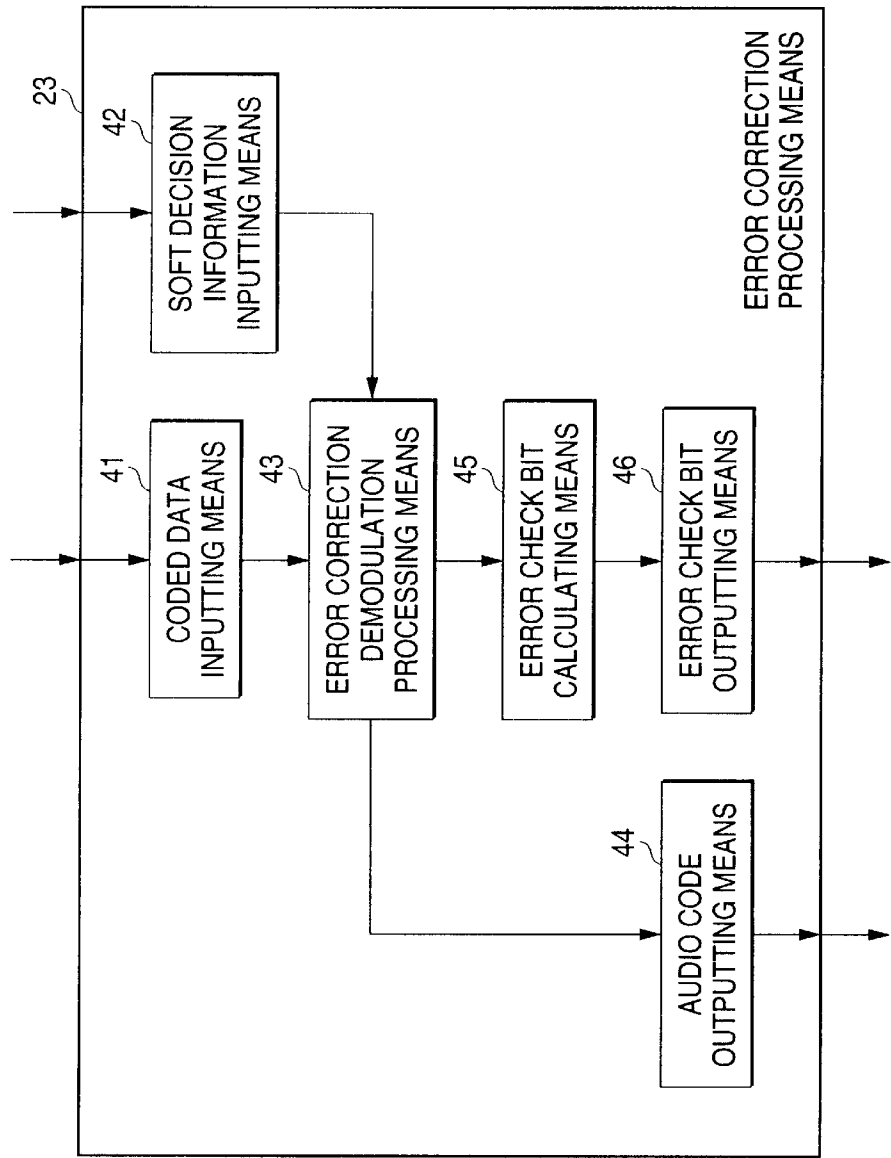 23
41
CODED DATA
INPUTTING MEANS
42
SOFT DECISION
INFORMATION
INPUTTING MEANS
43
ERROR CORRECTION
DEMODULATION
PROCESSING MEANS
45
ERROR CHECK BIT
CALCULATING MEANS
44
AUDIO CODE
OUTPUTTING MEANS
46
ERROR CHECK BIT
OUTPUTTING MEANS
ERROR CORRECTION
PROCESSING MEANS